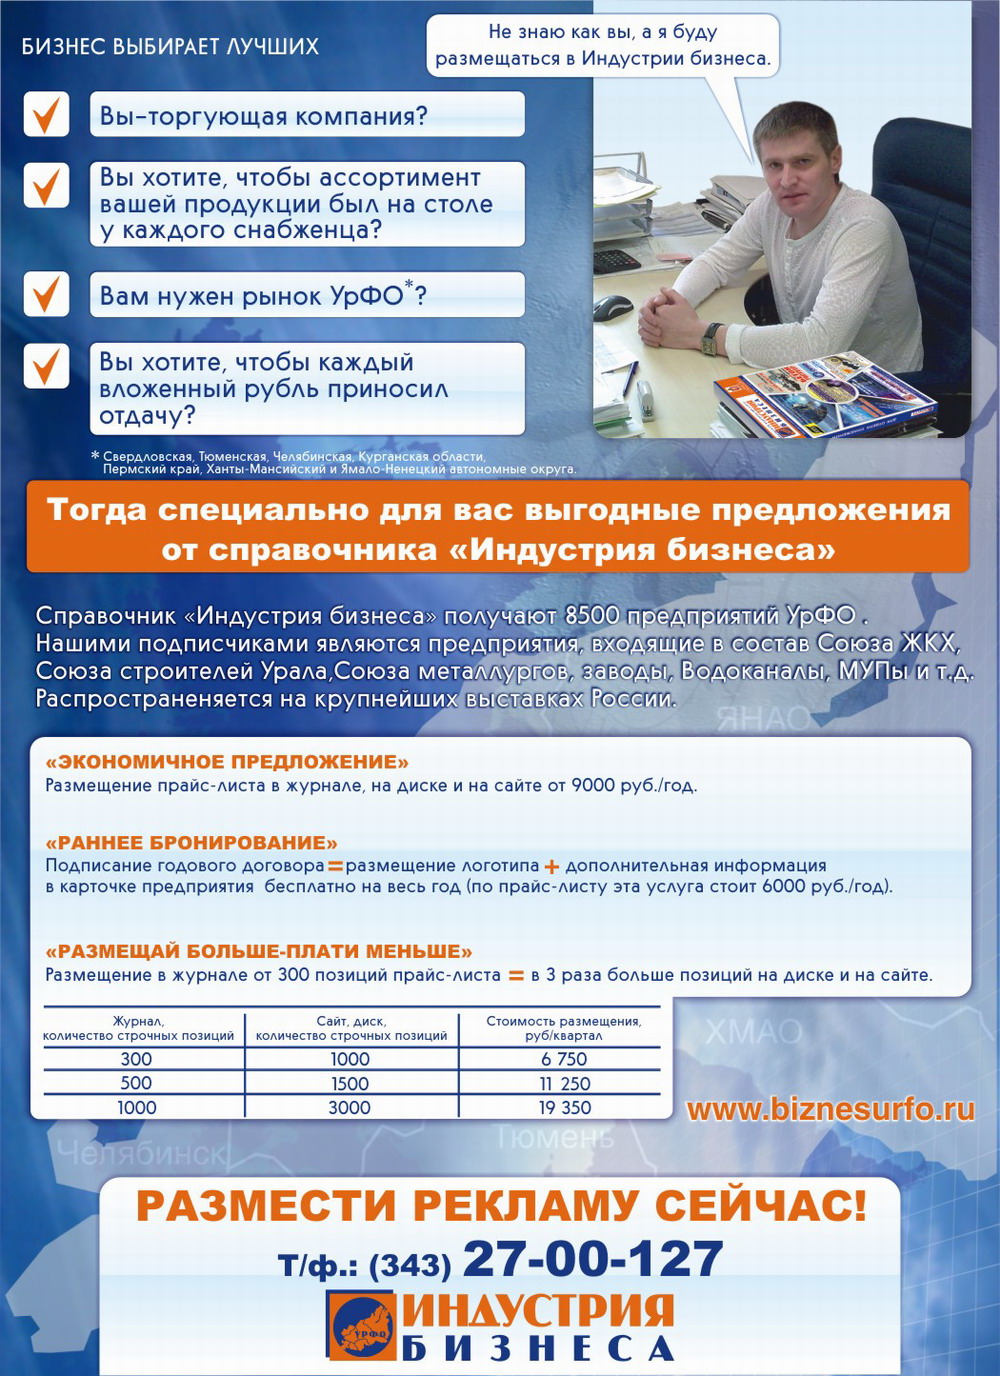 БИЗНЕС ВЫБИРАЕТ ЛУЧШИХ
Не знаю как вы, а я буду
размещаться в Индустрии бизнеса.
Вы-торгующая компания?
Вы хотите, чтобы ассортимент
вашей продукции был на столе
у каждого снабженца?
Вам нужен рынок УрФО*?
Вы хотите, чтобы каждый
вложенный рубль приносил
отдачу?
* Свердловская, Тюменская, Челябинская, Курганская области,
Пермский край, Ханты-Мансийский и Ямало-Ненецкий автономные округа.
Тогда специально для вас выгодные предложения
от справочника «Индустрия бизнеса»
Справочник «Индустрия бизнеса» получают 8500 предприятий УрФО .
Нашими подписчиками являются предприятия, входящие в состав Союза ЖКХ,
Союза строителей Урала,Союза металлургов, заводы, Водоканалы, МУПы и т.д.
Распространеняется на крупнейших выставках России.
ЯНАО
«ЭКОНОМИЧНОЕ ПРЕДЛОЖЕНИЕ»
Размещение прайс-листа в журнале, на диске и на сайте от 9000 руб./год.
«РАННЕЕ БРОНИРОВАНИЕ»
Подписание годового договора = размещение логотипа + дополнительная информация
в карточке предприятия бесплатно на весь год (по прайс-листу эта услуга стоит 6000 руб./год).
«РАЗМЕЩАЙ БОЛЬШЕ-ПЛАТИ МЕНЬШЕ»
Размещение в журнале от 300 позиций прайс-листа = в 3 раза больше позиций на диске и на сайте.
Журнал, количество строчных позиций Сайт, диск, количество строчных позиций Стоимость размещения, руб/квартал
300 1000 6 750
500 1500 11 250
1000 3000 19 350
ХМАО
www.biznesurfo.ru
Тюмень
Челябинск
РАЗМЕСТИ РЕКЛАМУ СЕЙЧАС!
Т/ф.: (343) 27-00-127
УРФО
ИНДУСТРИЯ
БИЗНЕСА